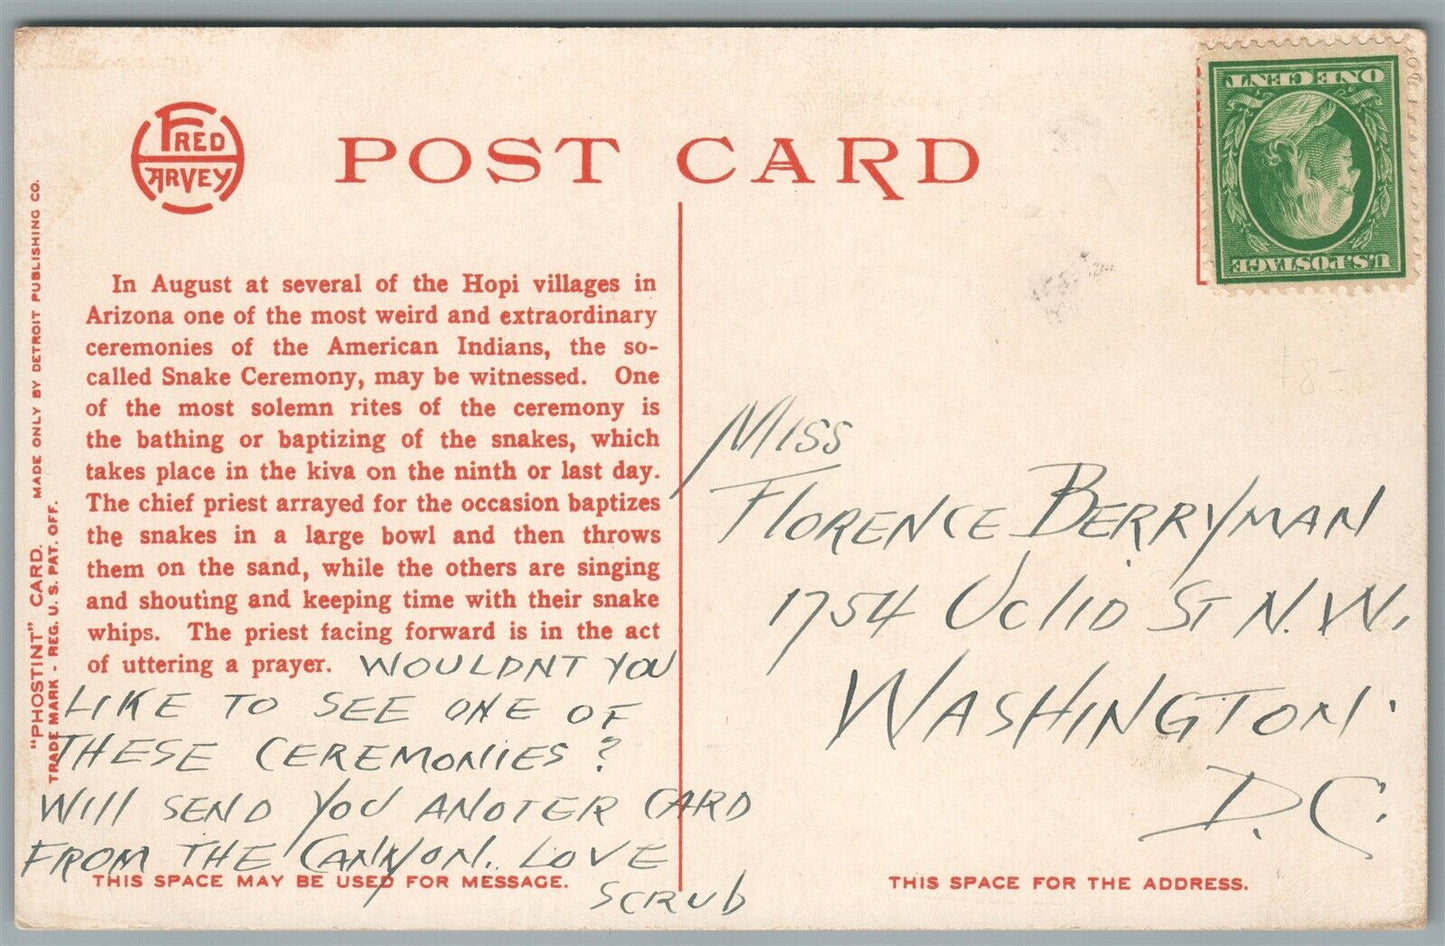 FRED
HARVEY
POST CARD
ONE CENT
U.S. POSTAGE
"PHOSTINT" CARD. MADE ONLY BY DETROIT PUBLISHING CO.
TRADE MARK - REG. U. S. PAT. OFF.
In August at several of the Hopi villages in
Arizona one of the most weird and extraordinary
ceremonies of the American Indians, the so-
called Snake Ceremony, may be witnessed. One
of the most solemn rites of the ceremony is
the bathing or baptizing of the snakes, which
takes place in the kiva on the ninth or last day.
The chief priest arrayed for the occasion baptizes
the snakes in a large bowl and then throws
them on the sand, while the others are singing
and shouting and keeping time with their snake
whips. The priest facing forward is in the act
of uttering a prayer. WOULDNT YOU
LIKE TO SEE ONE OF
THESE CEREMONIES?
WILL SEND YOU ANOTER CARD
FROM THE CANNYON. LOVE
SCRUB
THIS SPACE MAY BE USED FOR MESSAGE.
MISS
FLORENCE BERRYMAN
1754 UCLID ST N.W.
WASHINGTON.
D.C.
THIS SPACE FOR THE ADDRESS.